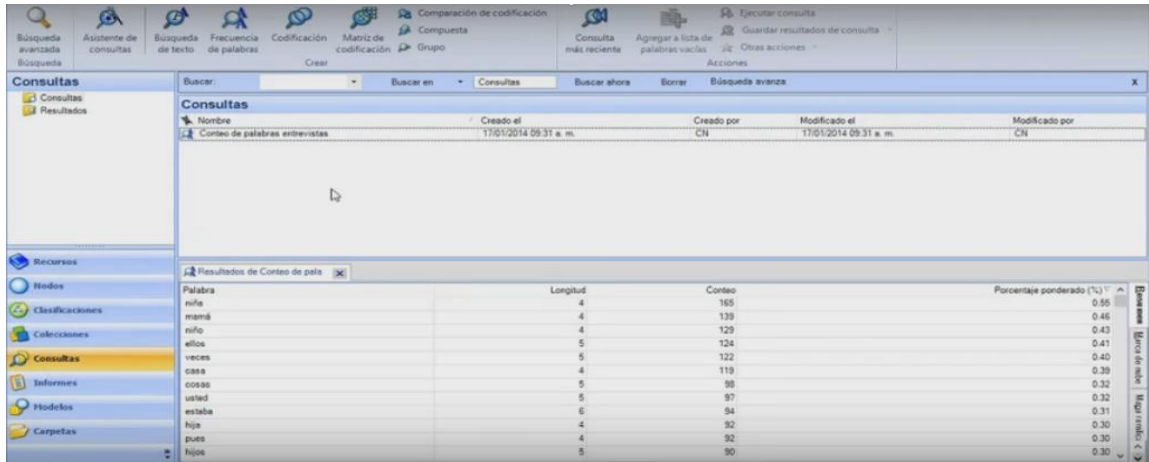 Búsqueda avanzada
Asistente de consultas
Búsqueda de texto
Frecuencia de palabras
Codificación
Matriz de codificación
Comparación de codificación
Compuesta
Grupo
Consulta más reciente
Agregar a lista de palabras vacías
Ejecutar consulta
Guardar resultados de consulta
Otras acciones
Búsqueda
Crear
Acciones
Consultas
Consultas
Resultados
Buscar: Buscar en Consultas Buscar ahora Borrar Búsqueda avanza x
Consultas
Nombre Creado el Creado por Modificado el Modificado por
Conteo de palabras entrevistas 17/01/2014 09:31 a. m. CN 17/01/2014 09:31 a. m. CN
Recursos
Nodos
Clasificaciones
Colecciones
Consultas
Informes
Modelos
Carpetas
Resultados de Conteo de pala
Palabra Longitud Conteo Porcentaje ponderado (%)
niña 4 165 0.55
mamá 4 139 0.46
niño 4 129 0.43
ellos 5 124 0.41
veces 5 122 0.40
casa 4 119 0.39
cosas 5 98 0.32
usted 5 97 0.32
estaba 6 94 0.31
hija 4 92 0.30
pues 4 92 0.30
hijos 5 90 0.30
Resumen
Marca de nube
Mapa ramific